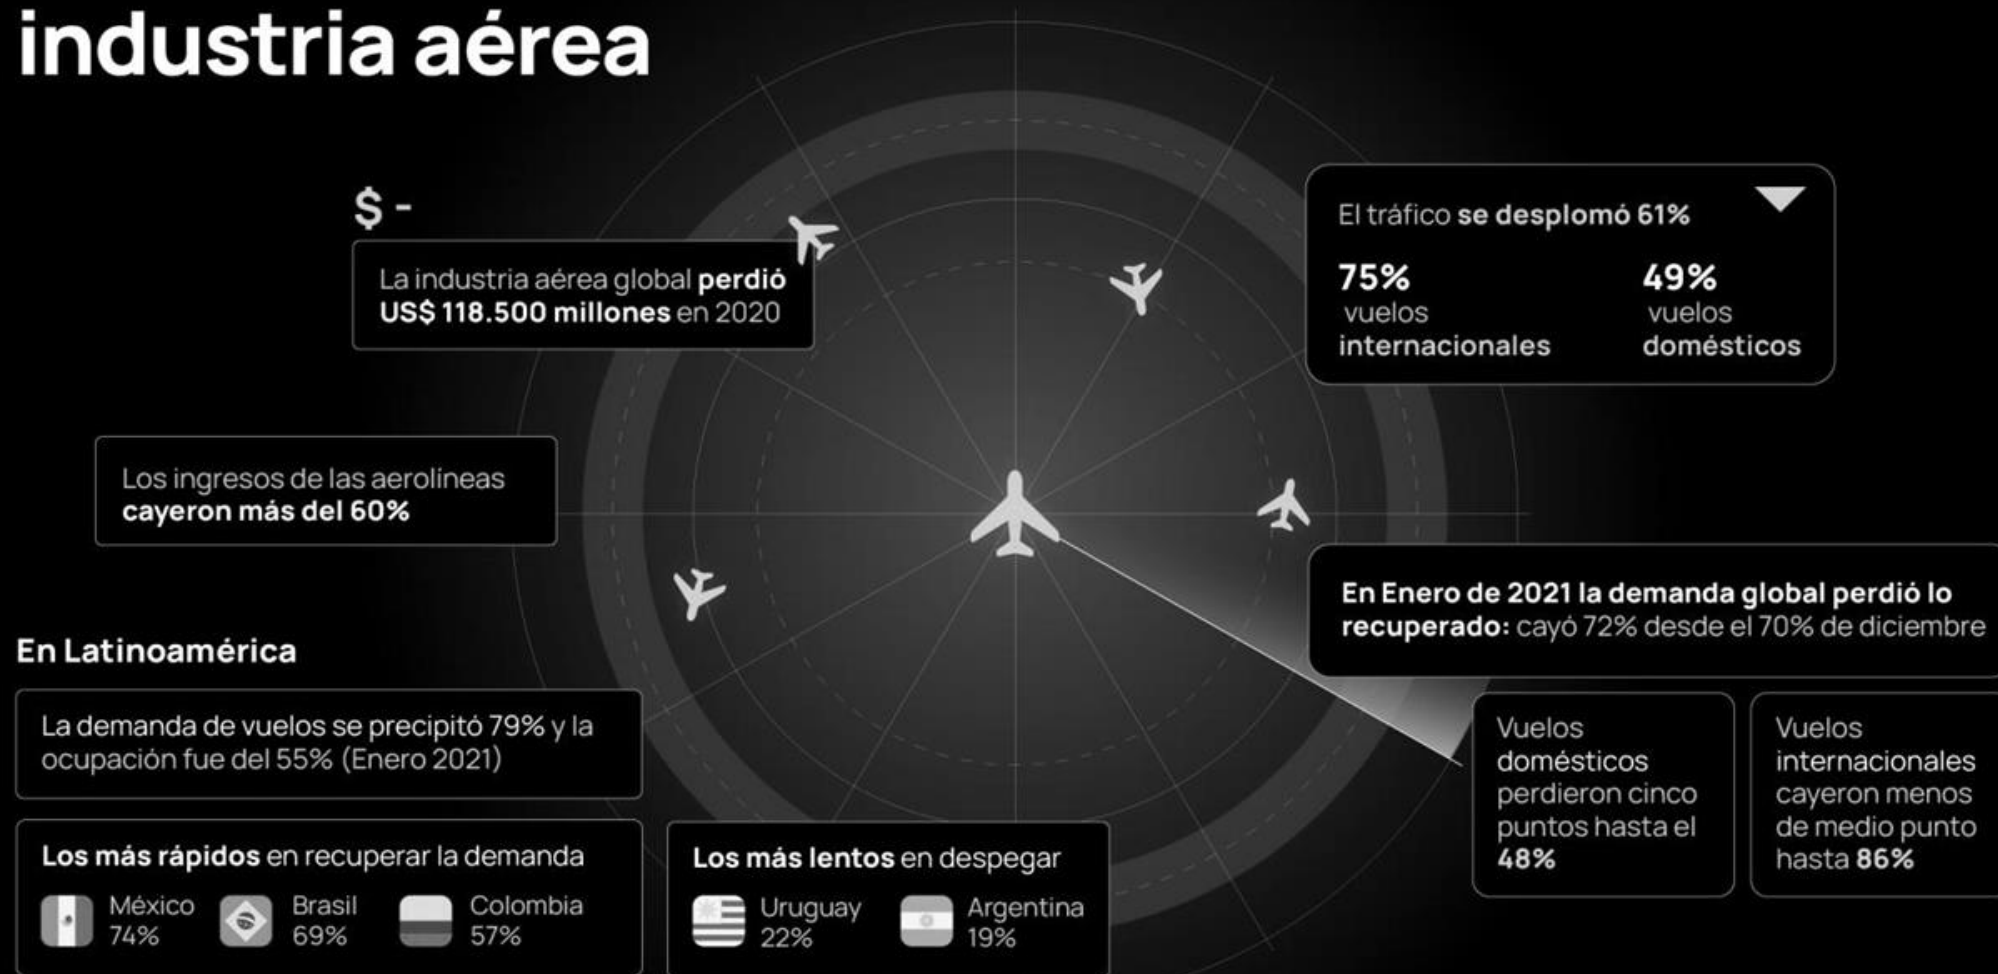 industria aérea
$ -
La industria aérea global perdió
US$ 118.500 millones en 2020
El tráfico se desplomó 61%
75%
vuelos
internacionales
49%
vuelos
domésticos
Los ingresos de las aerolíneas
cayeron más del 60%
En Enero de 2021 la demanda global perdió lo
recuperado: cayó 72% desde el 70% de diciembre
Vuelos
domésticos
perdieron cinco
puntos hasta el
48%
Vuelos
internacionales
cayeron menos
de medio punto
hasta 86%
En Latinoamérica
La demanda de vuelos se precipitó 79% y la
ocupación fue del 55% (Enero 2021)
Los más rápidos en recuperar la demanda
México
74%
Brasil
69%
Colombia
57%
Los más lentos en despegar
Uruguay
22%
Argentina
19%